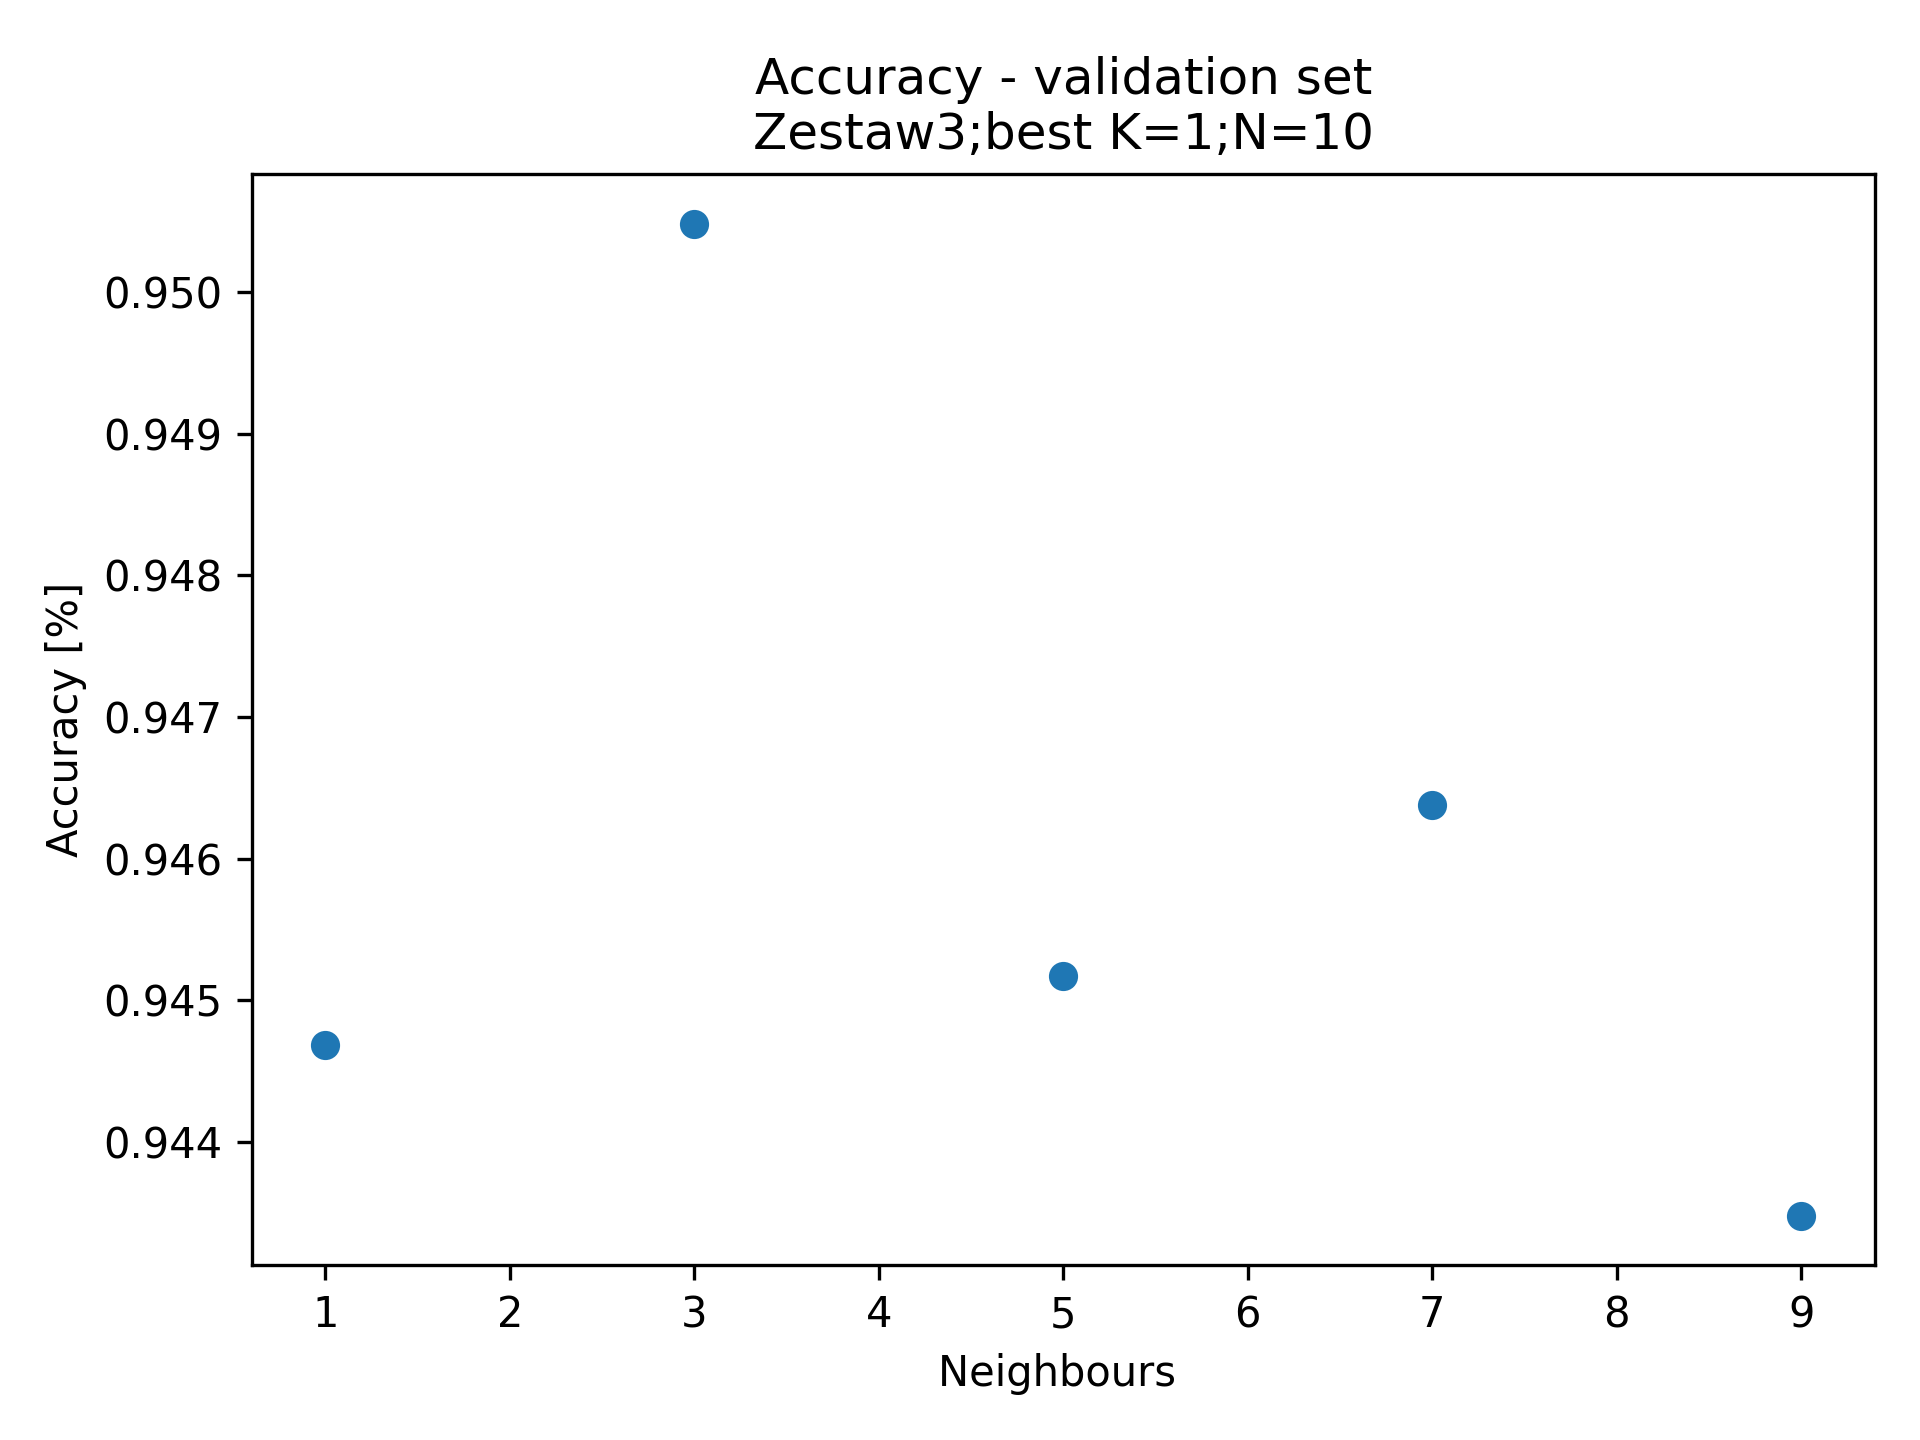 Accuracy - validation set
Zestaw3;best K=1;N=10
0.950
0.949
0.948
0.947
0.946
0.945
0.944
Accuracy [%]
1 2 3 4 5 6 7 8 9
Neighbours